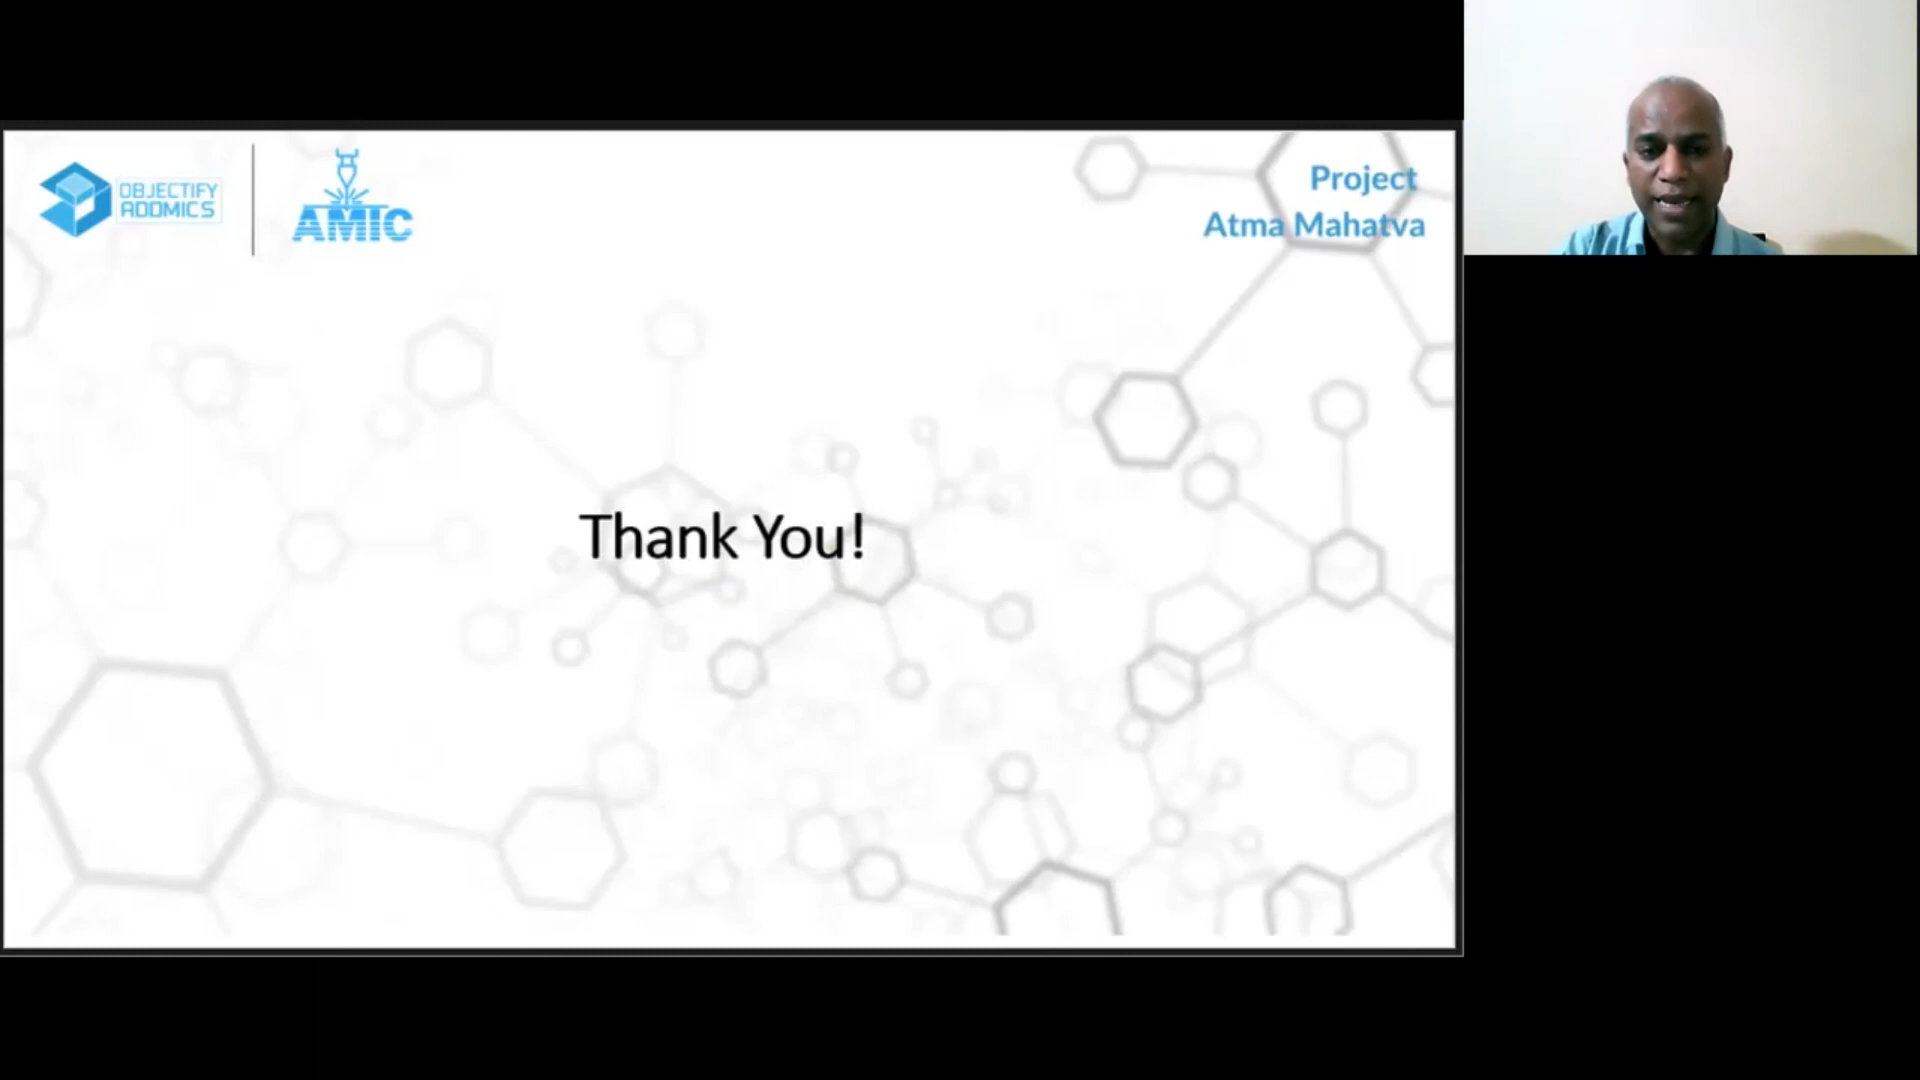 OBJECTIFY
ADDMICS
AMIC
Project
Atma Mahatva
Thank You!